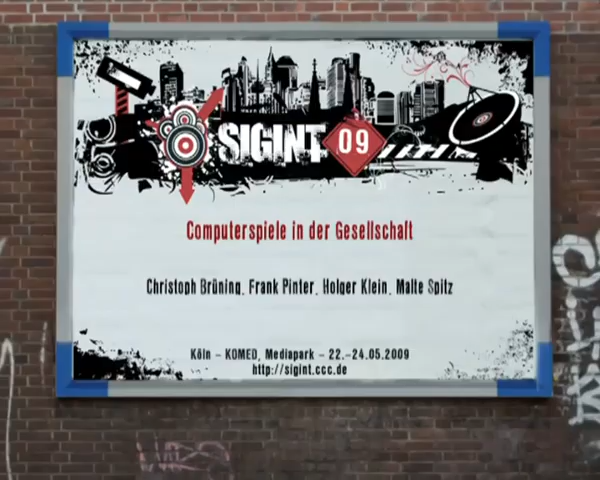 SIGINT 09
Computerspiele in der Gesellschaft
Christoph Brüning, Frank Pinter, Holger Klein, Malte Spitz
Köln – KOMED, Mediapark – 22.–24.05.2009
http://sigint.ccc.de